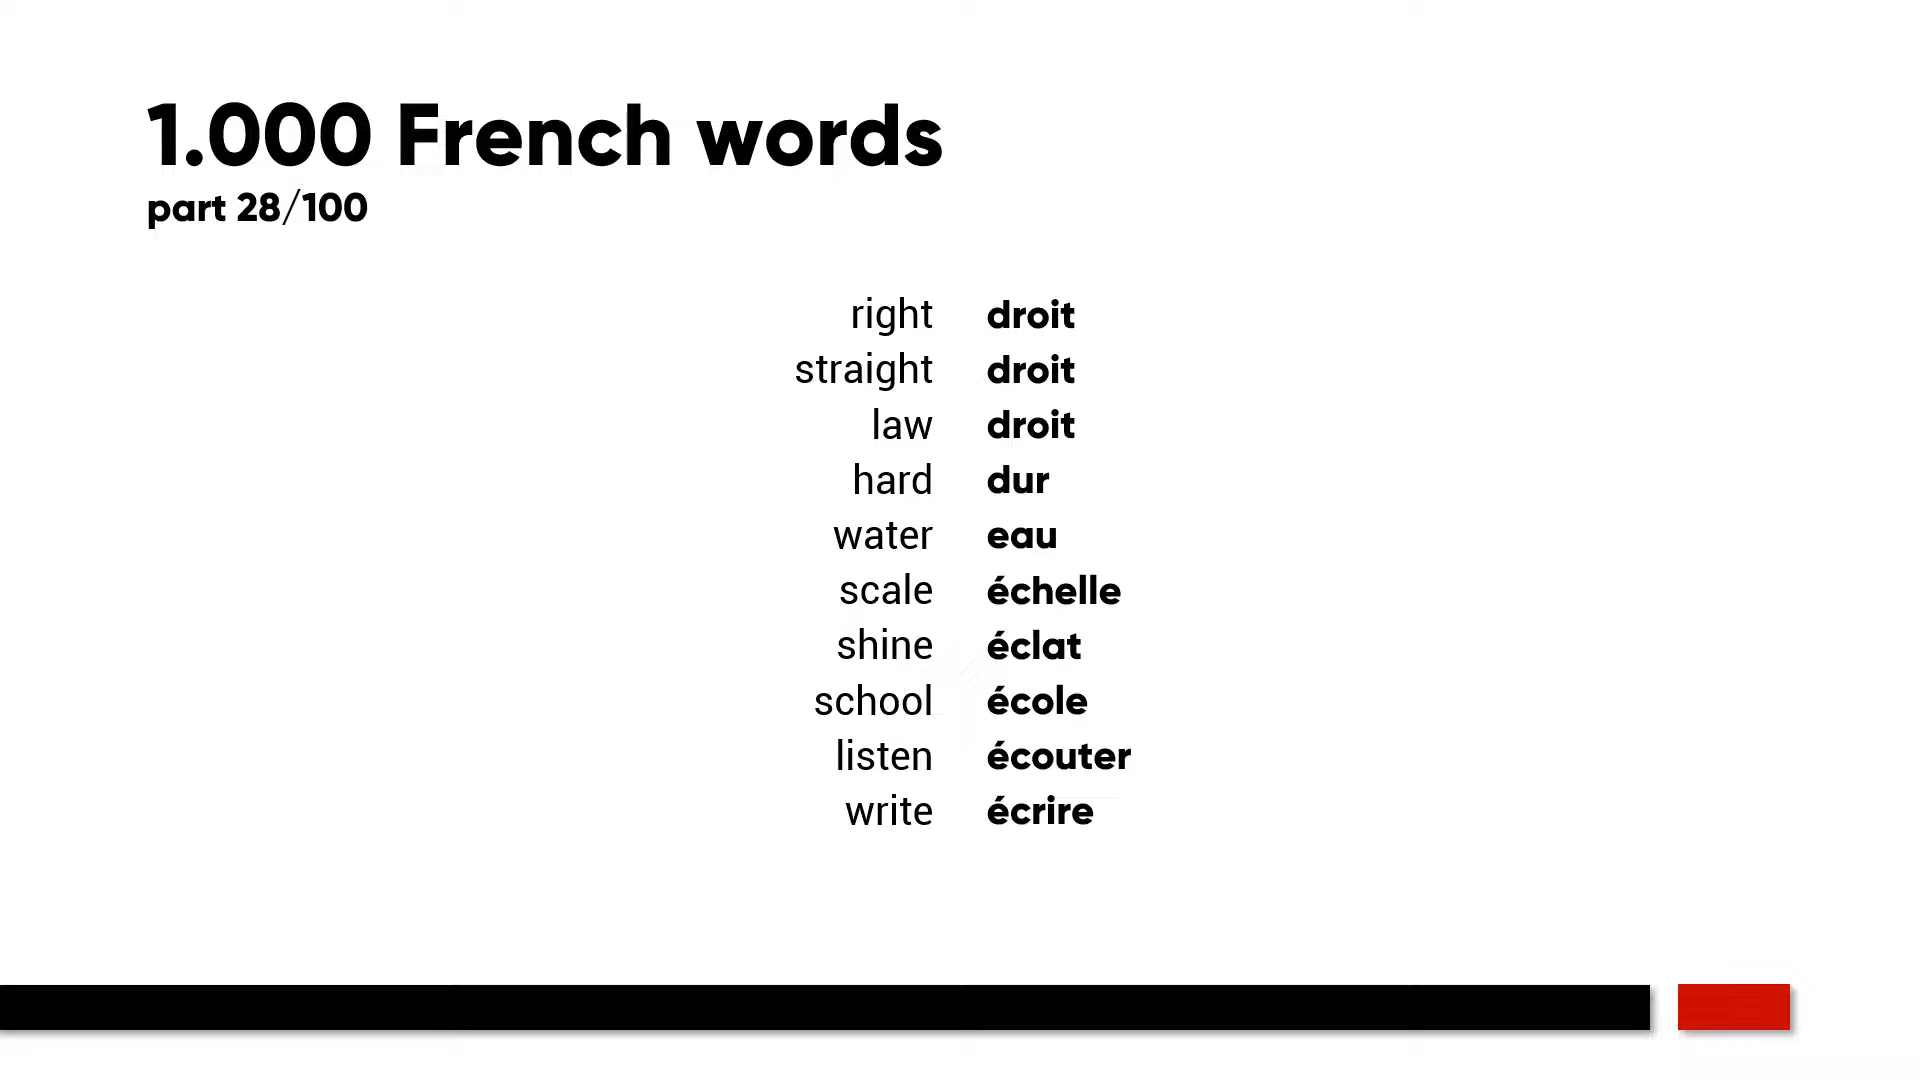 1.000 French words
part 28/100
right droit
straight droit
law droit
hard dur
water eau
scale échelle
shine éclat
school école
listen écouter
write écrire